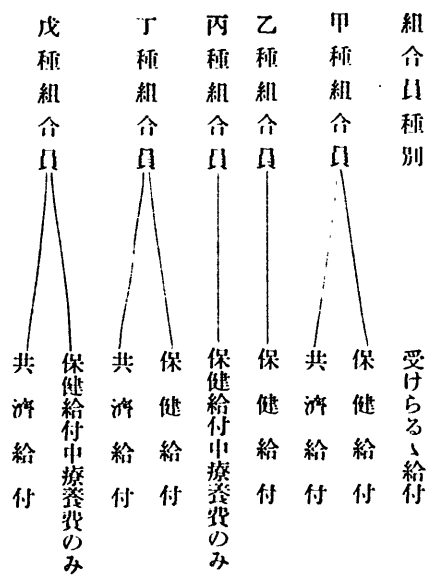 組合員種別
受けらるゝ給付
甲種組合員
保健給付
共済給付
乙種組合員
保健給付
丙種組合員
保健給付中療養費のみ
丁種組合員
保健給付
共済給付
戊種組合員
保健給付中療養費のみ
共済給付